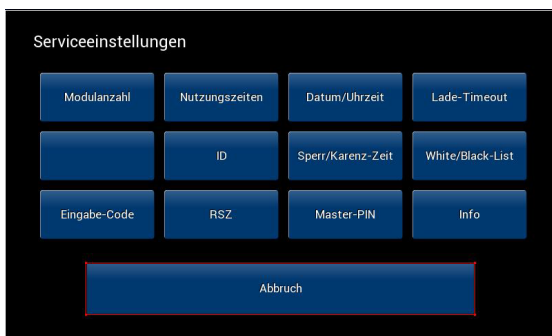 Serviceeinstellungen
Modulanzahl Nutzungszeiten Datum/Uhrzeit Lade-Timeout
ID Sperr/Karenz-Zeit White/Black-List
Eingabe-Code RSZ Master-PIN Info
Abbruch